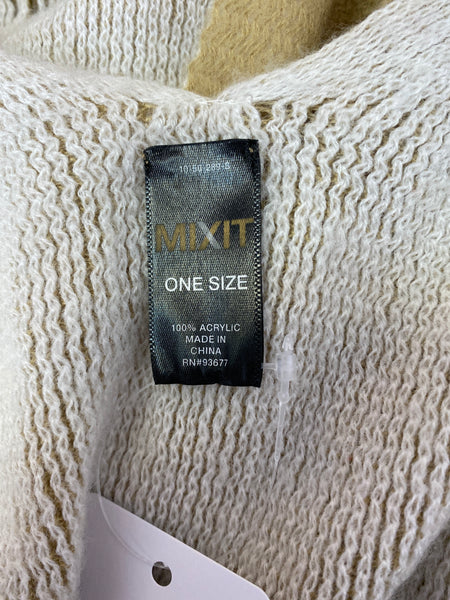 MIXIT
ONE SIZE
100% ACRYLIC
MADE IN
CHINA
RN#93677